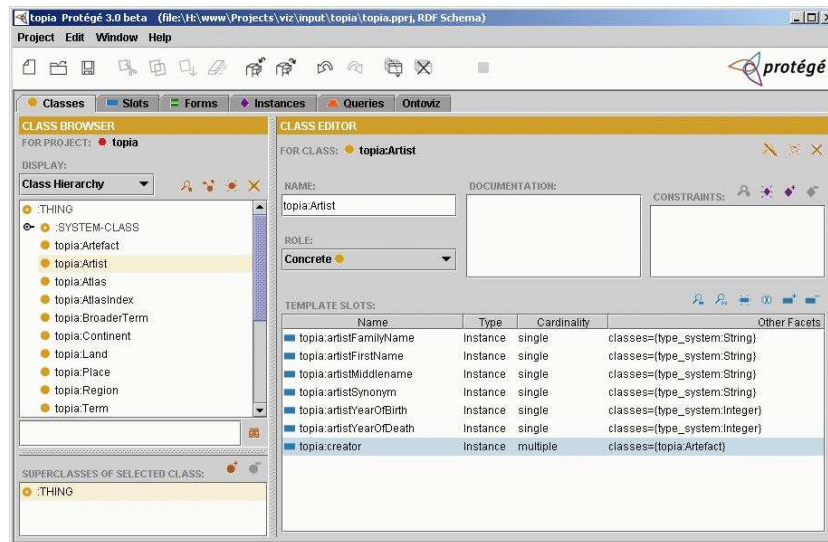 topia Protégé 3.0 beta (file:\H:\www\Projects\viz\input\topia\topia.pprj, RDF Schema)
Project Edit Window Help
protégé
Classes Slots Forms Instances Queries Ontoviz
CLASS BROWSER
FOR PROJECT: topia
DISPLAY:
Class Hierarchy
:THING
:SYSTEM-CLASS
topia:Artefact
topia:Artist
topia:Atlas
topia:AtlasIndex
topia:BroaderTerm
topia:Continent
topia:Land
topia:Place
topia:Region
topia:Term
SUPERCLASSES OF SELECTED CLASS:
:THING
CLASS EDITOR
FOR CLASS: topia:Artist
NAME: DOCUMENTATION: CONSTRAINTS:
topia:Artist
ROLE:
Concrete
TEMPLATE SLOTS:
Name Type Cardinality Other Facets
topia:artistFamilyName Instance single classes={type_system:String}
topia:artistFirstName Instance single classes={type_system:String}
topia:artistMiddlename Instance single classes={type_system:String}
topia:artistSynonym Instance single classes={type_system:String}
topia:artistYearOfBirth Instance single classes={type_system:Integer}
topia:artistYearOfDeath Instance single classes={type_system:Integer}
topia:creator Instance multiple classes={topia:Artefact}